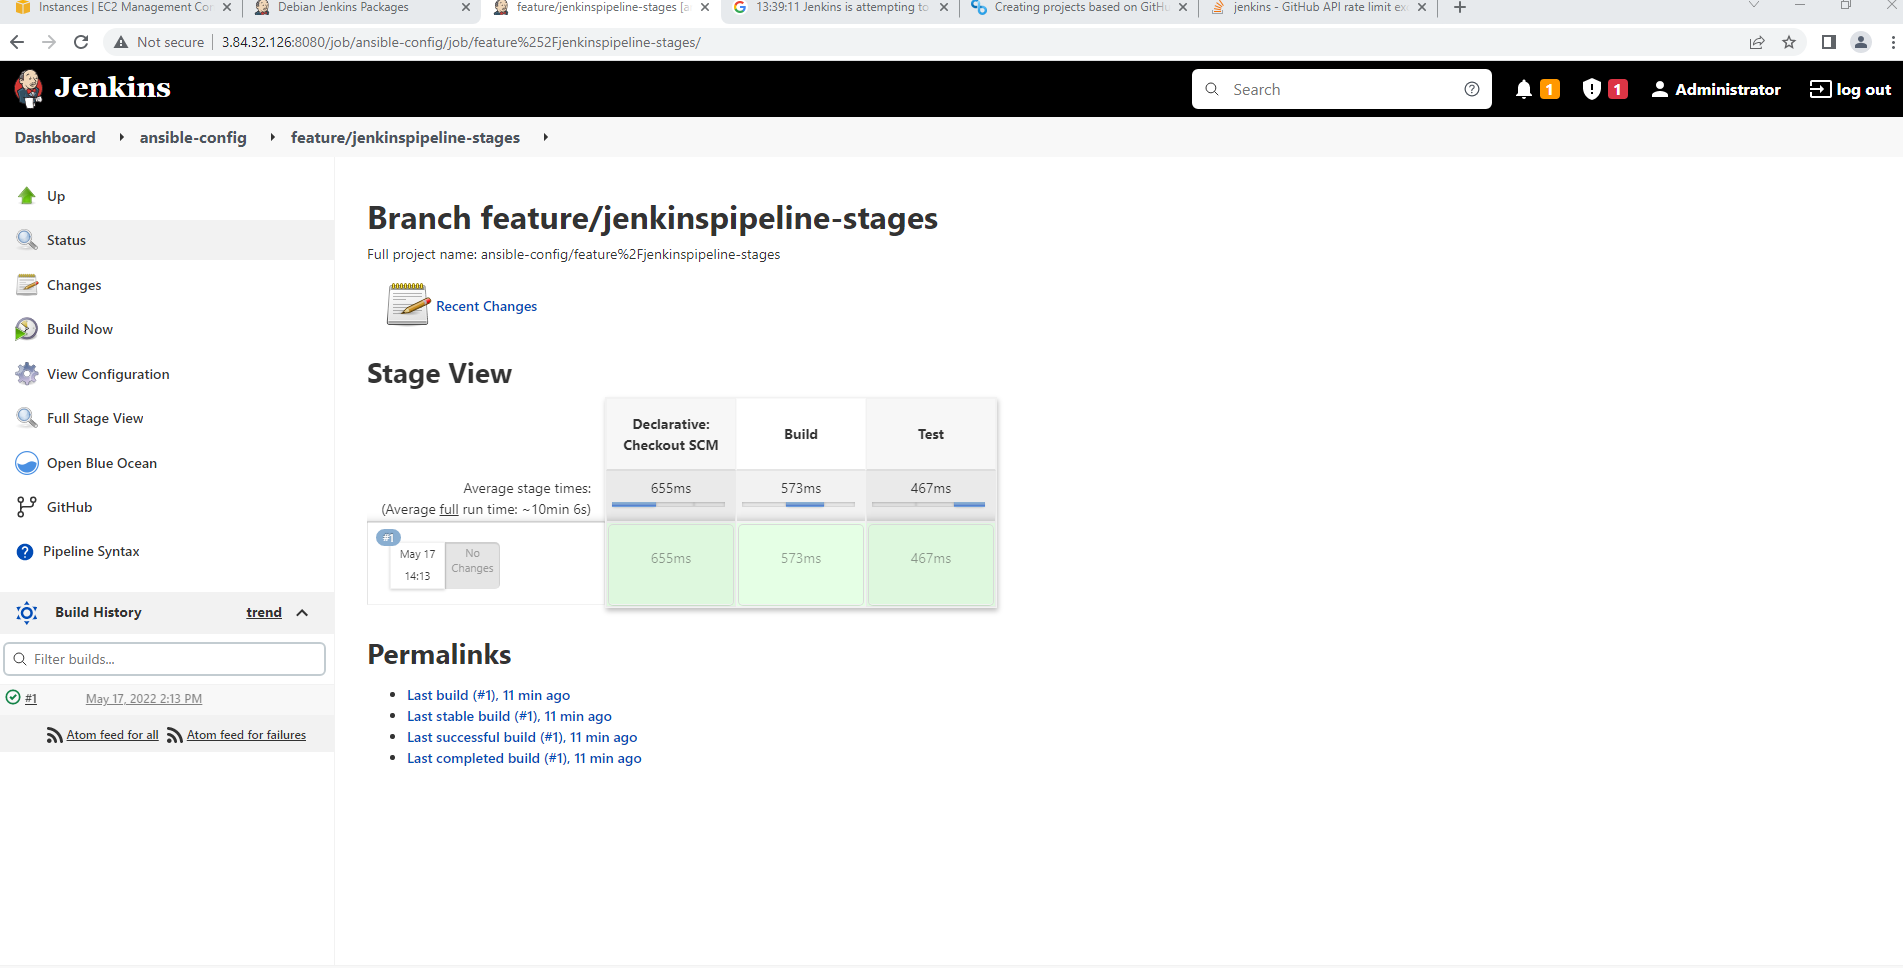 Instances | EC2 Management Con
Debian Jenkins Packages
feature/jenkinspipeline-stages [a
13:39:11 Jenkins is attempting to
Creating projects based on GitHu
jenkins - GitHub API rate limit ex
Not secure
3.84.32.126:8080/job/ansible-config/job/feature%252Fjenkinspipeline-stages/
Jenkins
Search
1
1
Administrator
log out
Dashboard
ansible-config
feature/jenkinspipeline-stages
Up
Status
Changes
Build Now
View Configuration
Full Stage View
Open Blue Ocean
GitHub
Pipeline Syntax
Build History
trend
Filter builds...
#1
May 17, 2022 2:13 PM
Atom feed for all
Atom feed for failures
Branch feature/jenkinspipeline-stages
Full project name: ansible-config/feature%2Fjenkinspipeline-stages
Recent Changes
Stage View
Declarative:
Checkout SCM
Build
Test
Average stage times:
(Average full run time: ~10min 6s)
655ms
573ms
467ms
#1
May 17
14:13
No
Changes
655ms
573ms
467ms
Permalinks
Last build (#1), 11 min ago
Last stable build (#1), 11 min ago
Last successful build (#1), 11 min ago
Last completed build (#1), 11 min ago